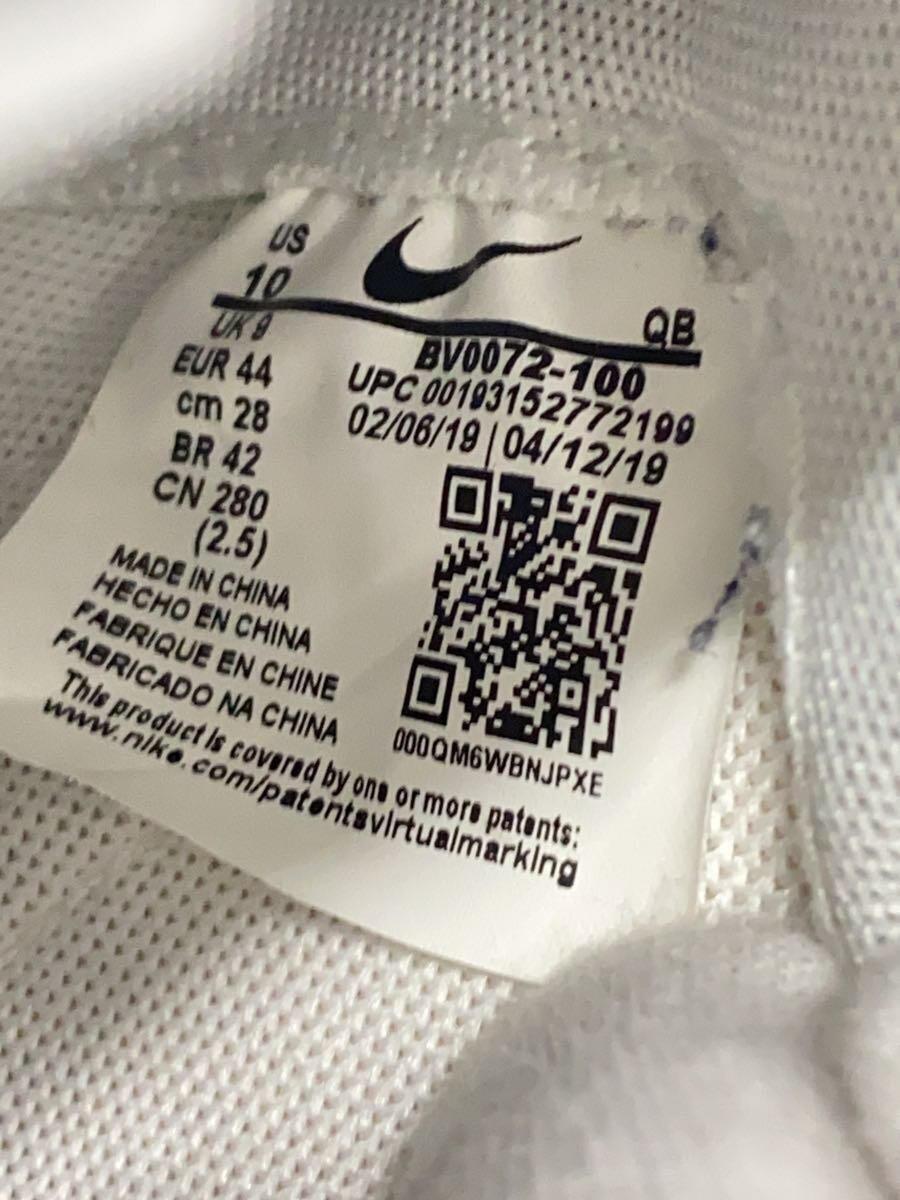 US
10
UK 9
EUR 44
cm 28
BR 42
CN 280
(2.5)
QB
BV0072-100
UPC 00193152772199
02/06/19 | 04/12/19
000QM6WBNJPXE
MADE IN CHINA
HECHO EN CHINA
FABRIQUE EN CHINE
FABRICADO NA CHINA
This product is covered by one or more patents:
www.nike.com/patentsvirtualmarking